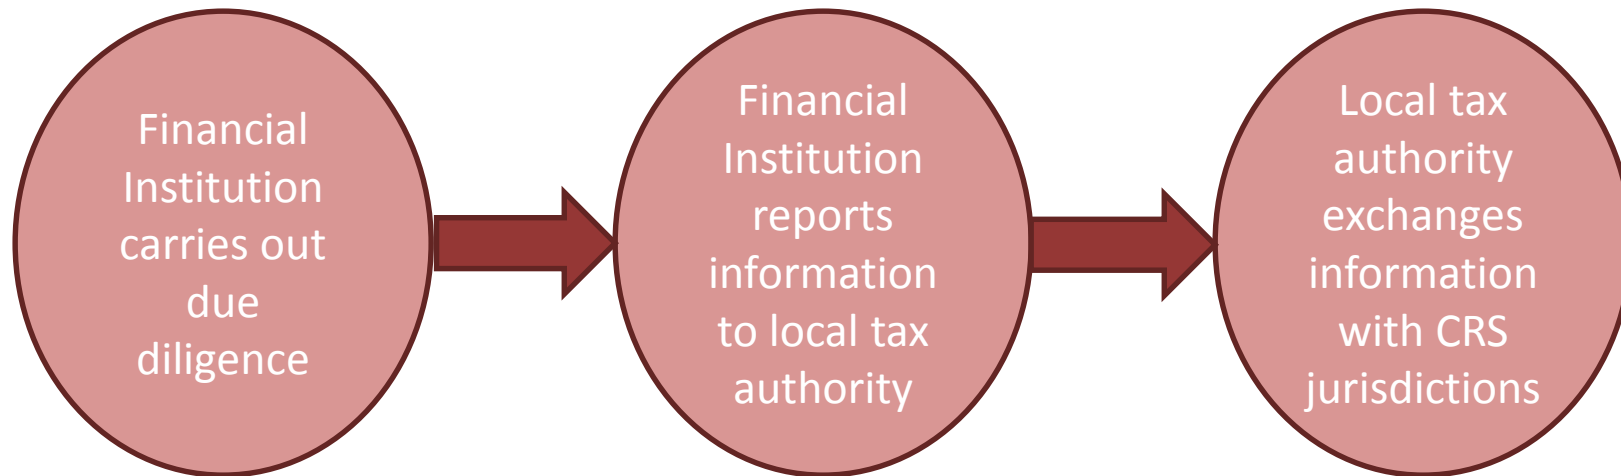 Financial
Institution
carries out
due
diligence
Financial
Institution
reports
information
to local tax
authority
Local tax
authority
exchanges
information
with CRS
jurisdictions